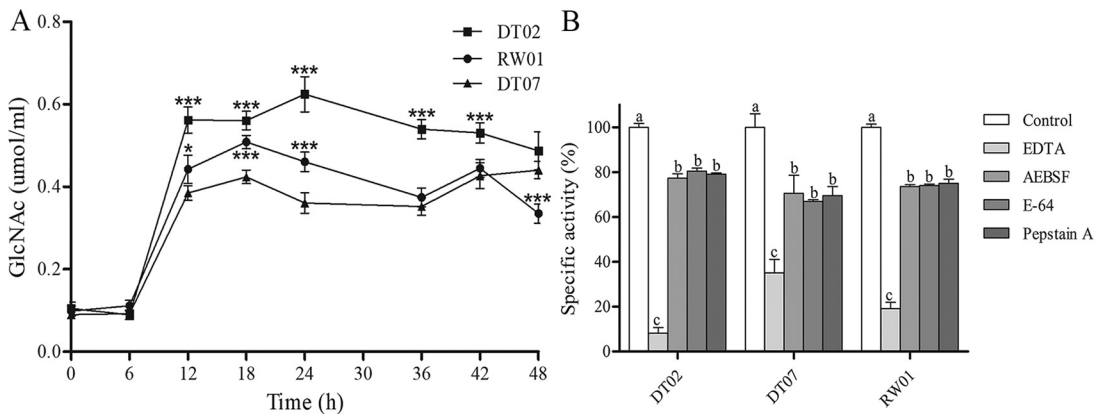 A
GlcNAc (umol/ml)
0.8
0.6
0.4
0.2
0.0
DT02
RW01
DT07
***
***
***
***
***
*
***
***
***
0
6
12
18
24
30
36
42
48
Time (h)
B
Specific activity (%)
100
80
60
40
20
0
a
c
b
b
b
a
c
b
b
b
a
c
b
b
b
DT02
DT07
RW01
Control
EDTA
AEBSF
E-64
Pepstain A